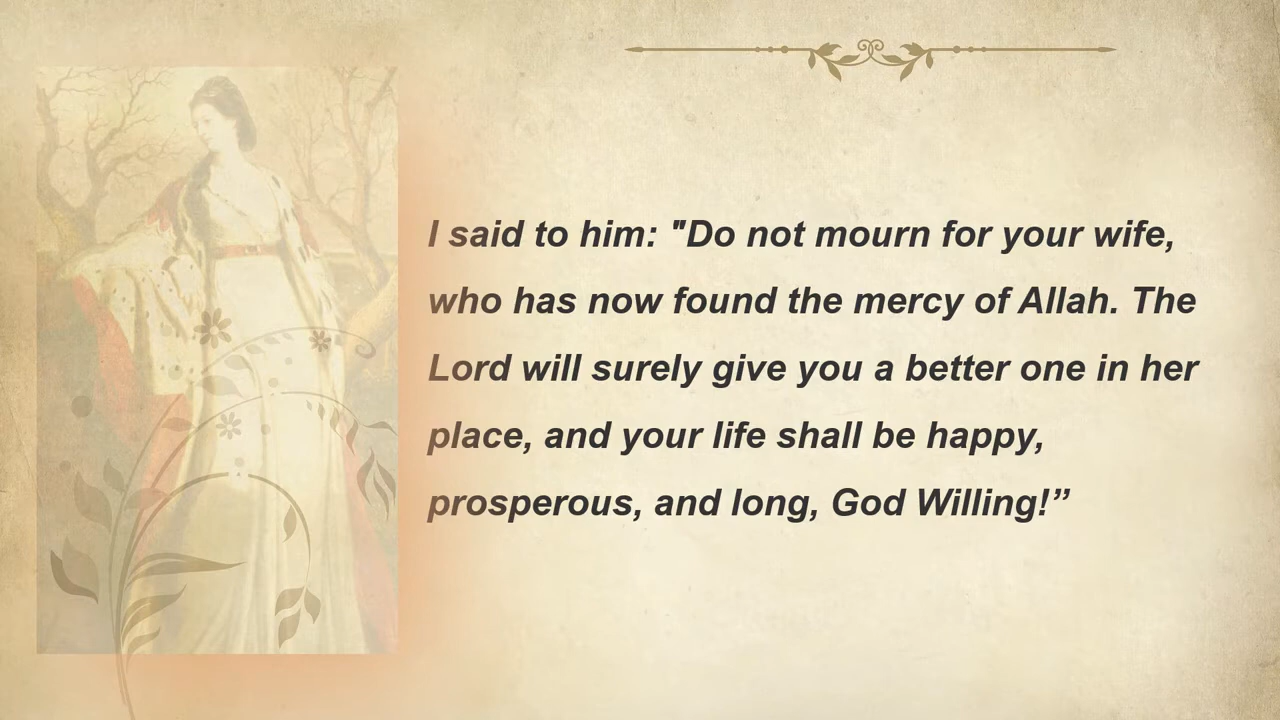 I said to him: "Do not mourn for your wife,
who has now found the mercy of Allah. The
Lord will surely give you a better one in her
place, and your life shall be happy,
prosperous, and long, God Willing!”